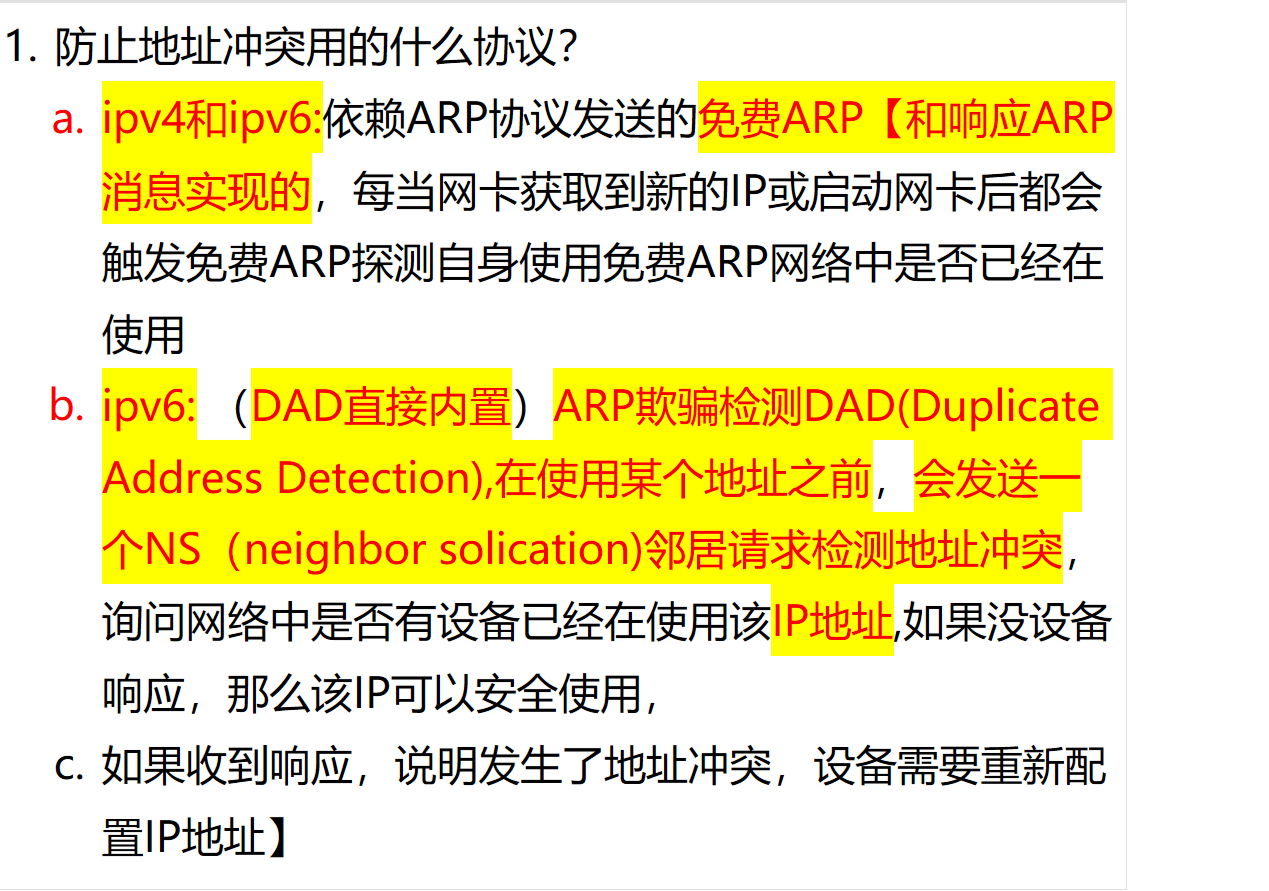 1. 防止地址冲突用的什么协议?
a. ipv4和ipv6:依赖ARP协议发送的免费ARP【和响应ARP
消息实现的，每当网卡获取到新的IP或启动网卡后都会
触发免费ARP探测自身使用免费ARP网络中是否已经在
使用
b. ipv6: （DAD直接内置）ARP欺骗检测DAD(Duplicate
Address Detection),在使用某个地址之前，会发送一
个NS（neighbor solication)邻居请求检测地址冲突，
询问网络中是否有设备已经在使用该IP地址,如果没设备
响应，那么该IP可以安全使用，
c. 如果收到响应，说明发生了地址冲突，设备需要重新配
置IP地址】